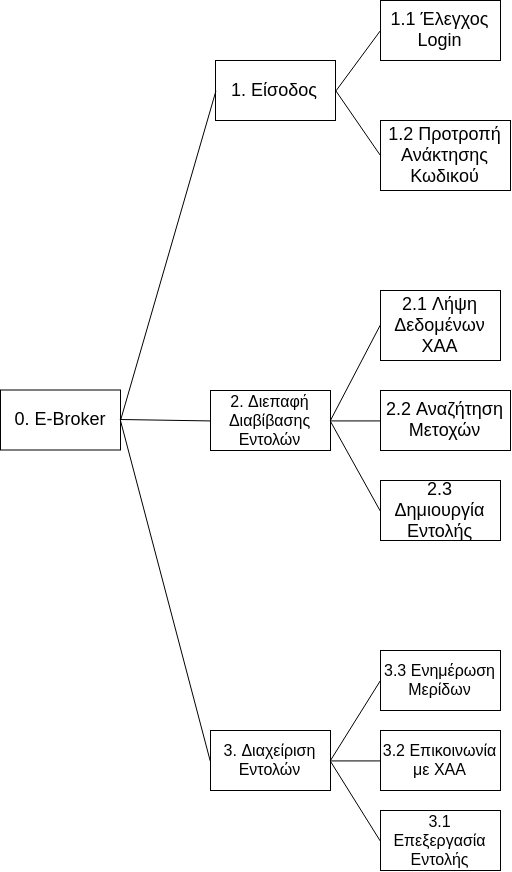 1.1 Έλεγχος
Login
1. Είσοδος
1.2 Προτροπή
Ανάκτησης
Κωδικού
2.1 Λήψη
Δεδομένων
ΧΑΑ
0. E-Broker
2. Διεπαφή
Διαβίβασης
Εντολών
2.2 Αναζήτηση
Μετοχών
2.3
Δημιουργία
Εντολής
3.3 Ενημέρωση
Μερίδων
3. Διαχείριση
Εντολών
3.2 Επικοινωνία
με ΧΑΑ
3.1
Επεξεργασία
Εντολής